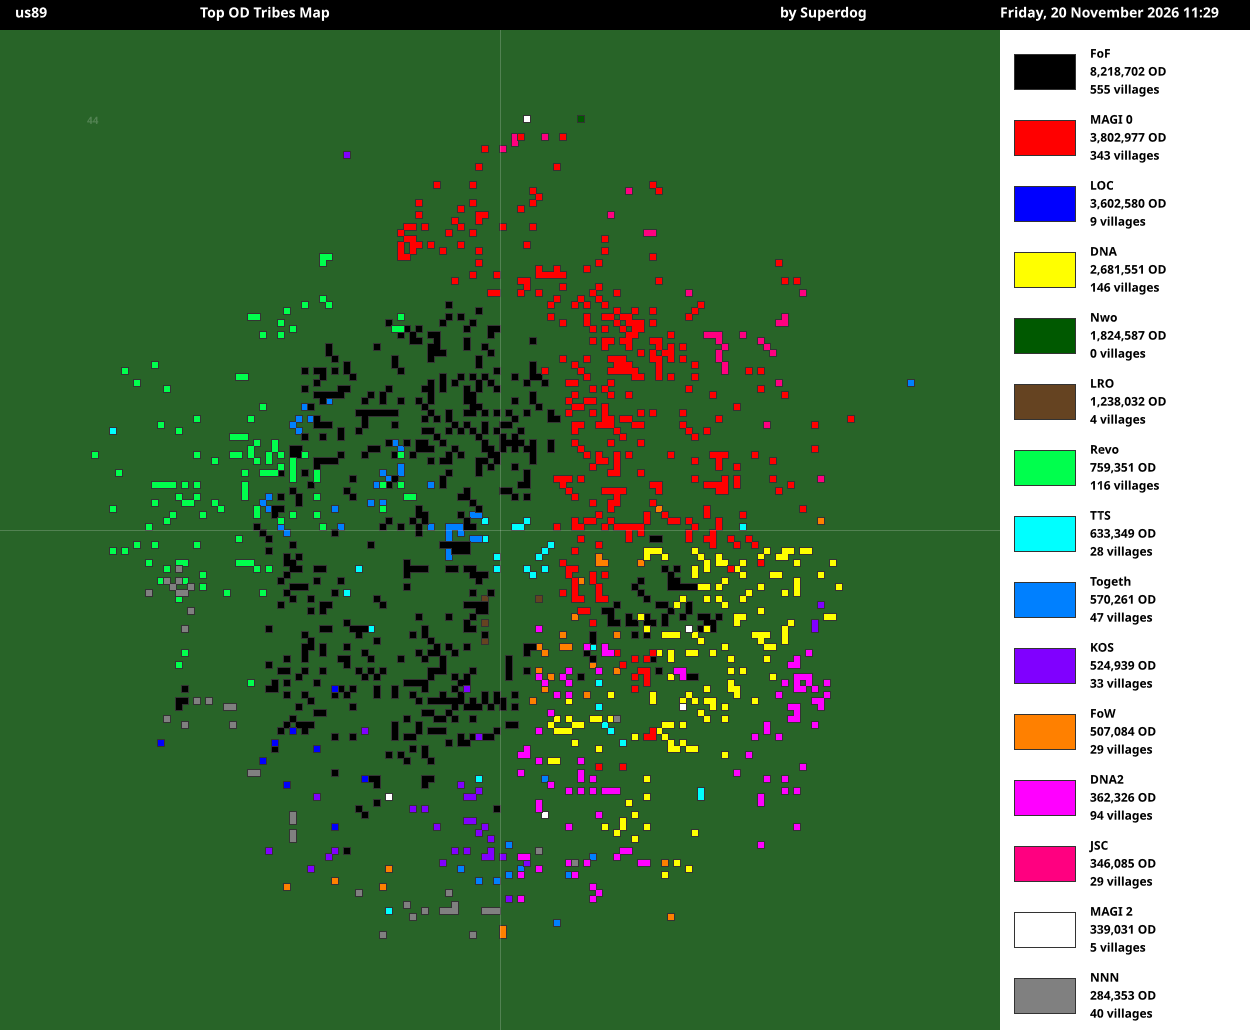 us89 Top OD Tribes Map by Superdog Friday, 20 November 2026 11:29
44
FoF
8,218,702 OD
555 villages
MAGI 0
3,802,977 OD
343 villages
LOC
3,602,580 OD
9 villages
DNA
2,681,551 OD
146 villages
Nwo
1,824,587 OD
0 villages
LRO
1,238,032 OD
4 villages
Revo
759,351 OD
116 villages
TTS
633,349 OD
28 villages
Togeth
570,261 OD
47 villages
KOS
524,939 OD
33 villages
FoW
507,084 OD
29 villages
DNA2
362,326 OD
94 villages
JSC
346,085 OD
29 villages
MAGI 2
339,031 OD
5 villages
NNN
284,353 OD
40 villages